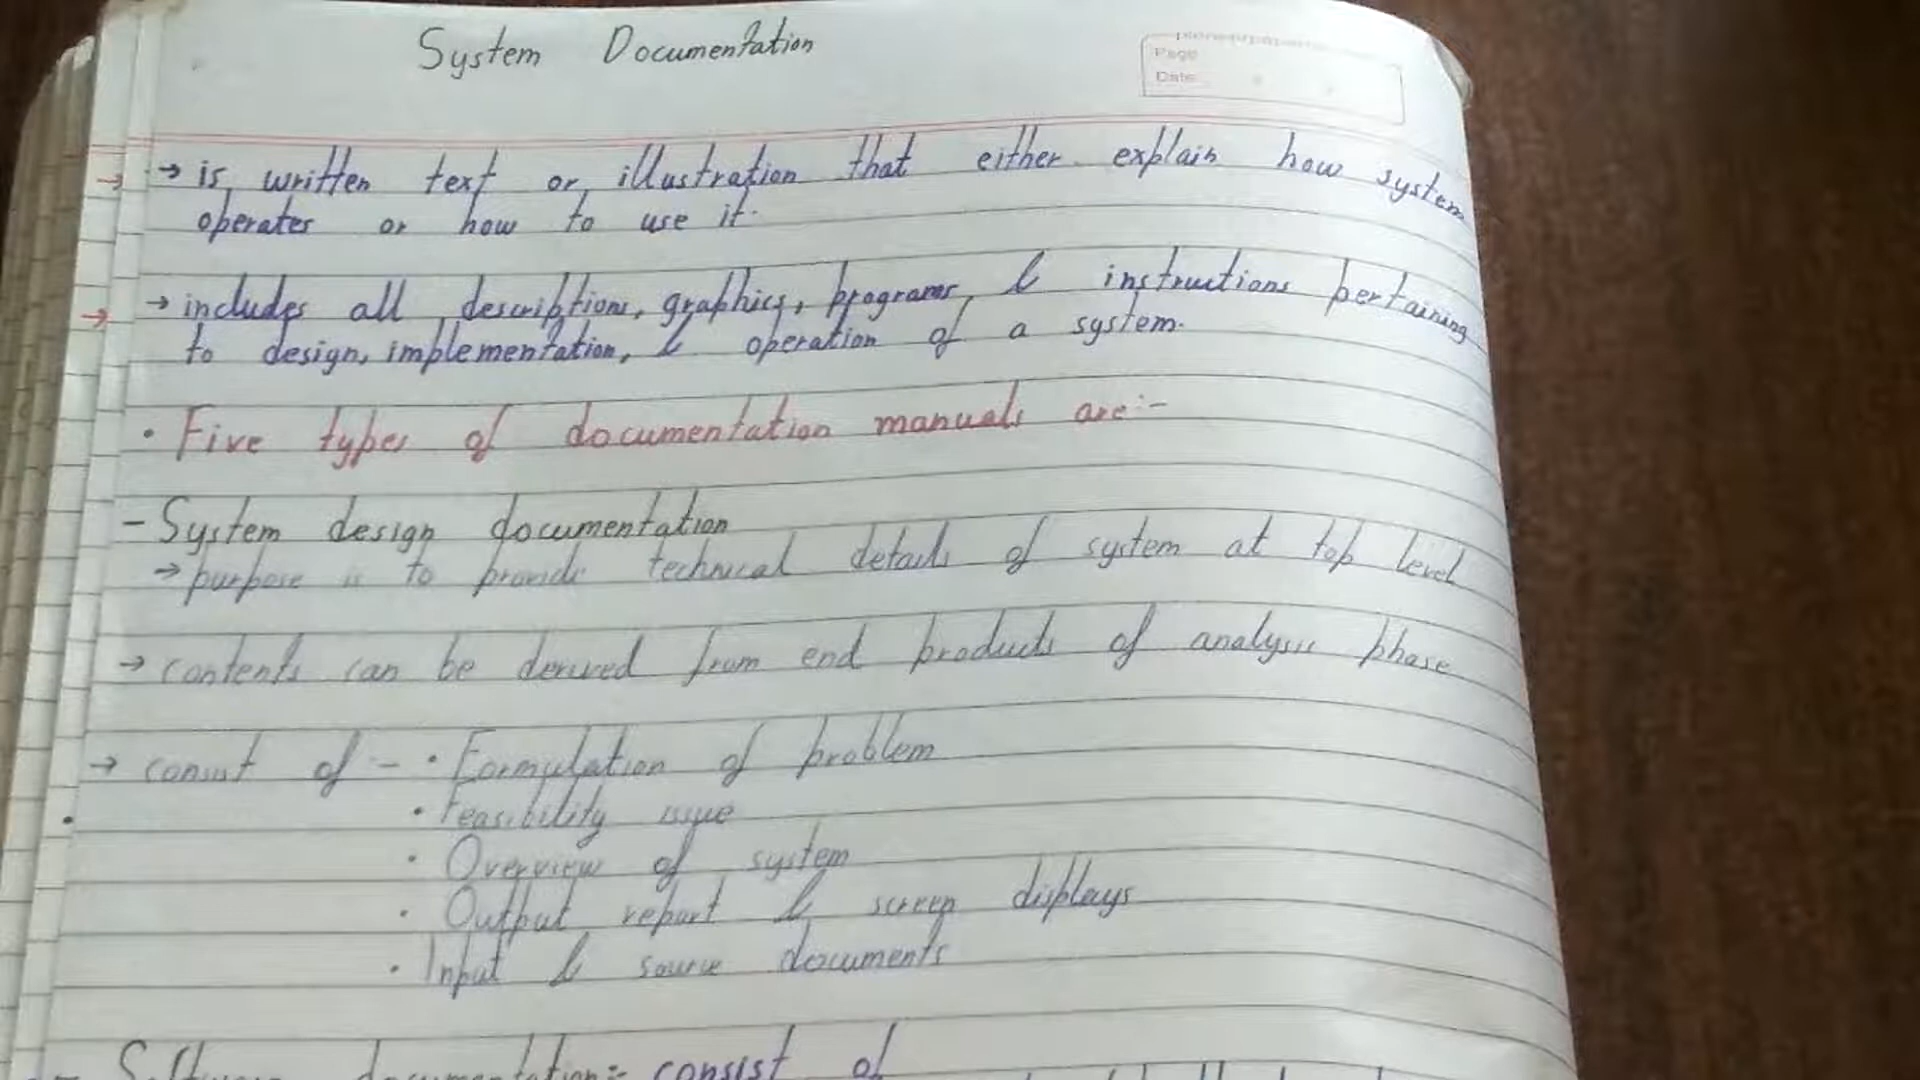 System Documentation
Page
Date
→ is written text or illustration that either explain how system
operates or how to use it.
→ includes all descriptions, graphics, programs, & instructions pertaining
to design, implementation, & operation of a system.
• Five types of documentation manuals are:-
- System design documentation
→ purpose is to provide technical details of system at top level
→ contents can be derived from end products of analysis phase
→ consist of - • Formulation of problem
• Feasibility issue
• Overview of system
• Output report & screen displays
• Input & source documents
- Software documentation:- consist of